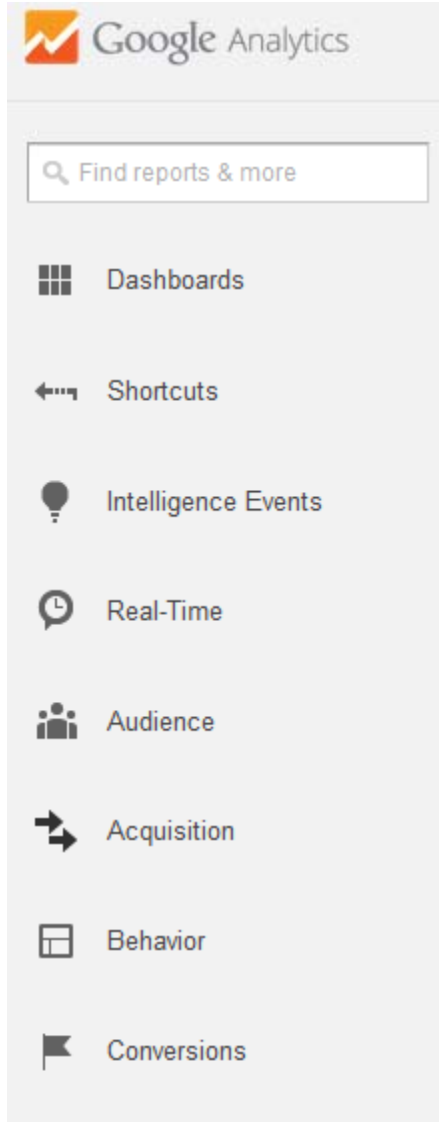 Google Analytics
Find reports & more
Dashboards
Shortcuts
Intelligence Events
Real-Time
Audience
Acquisition
Behavior
Conversions